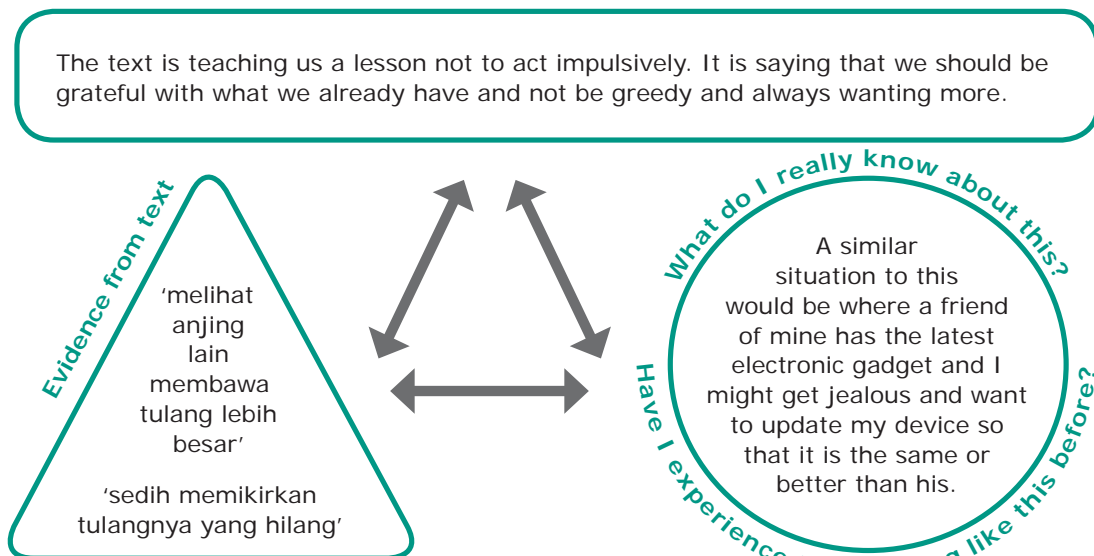 The text is teaching us a lesson not to act impulsively. It is saying that we should be
grateful with what we already have and not be greedy and always wanting more.
Evidence from text
‘melihat
anjing
lain
membawa
tulang lebih
besar’
‘sedih memikirkan
tulangnya yang hilang’
What do I really know about this?
A similar
situation to this
would be where a friend
of mine has the latest
electronic gadget and I
might get jealous and want
to update my device so
that it is the same or
better than his.
Have I experience like this before?